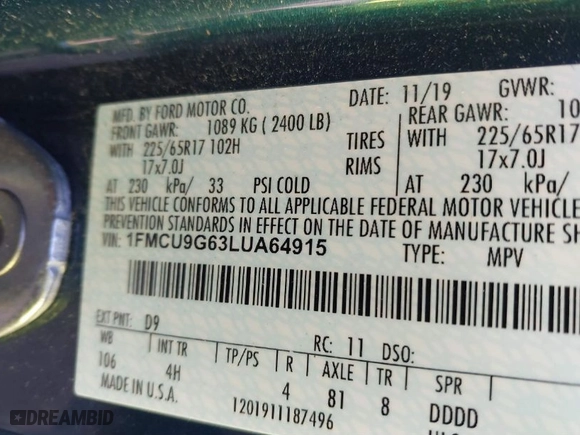 MFD. BY FORD MOTOR CO. DATE: 11/19 GVWR:
FRONT GAWR: 1089 KG ( 2400 LB) REAR GAWR: 10
WITH 225/65R17 102H TIRES WITH 225/65R17
17x7.0J RIMS 17x7.0J
AT 230 kPa/ 33 PSI COLD AT 230 kPa/
THIS VEHICLE CONFORMS TO ALL APPLICABLE FEDERAL MOTOR VEHICLE
PREVENTION STANDARDS IN EFFECT ON THE DATE OF MANUFACTURE SH
VIN: 1FMCU9G63LUA64915 TYPE: MPV
EXT PNT: D9 RC: 11 DSO:
WB INT TR TP/PS R AXLE TR SPR
106 4H 4 81 8 DDDD
MADE IN U.S.A. 1201911187496
DREAMBID